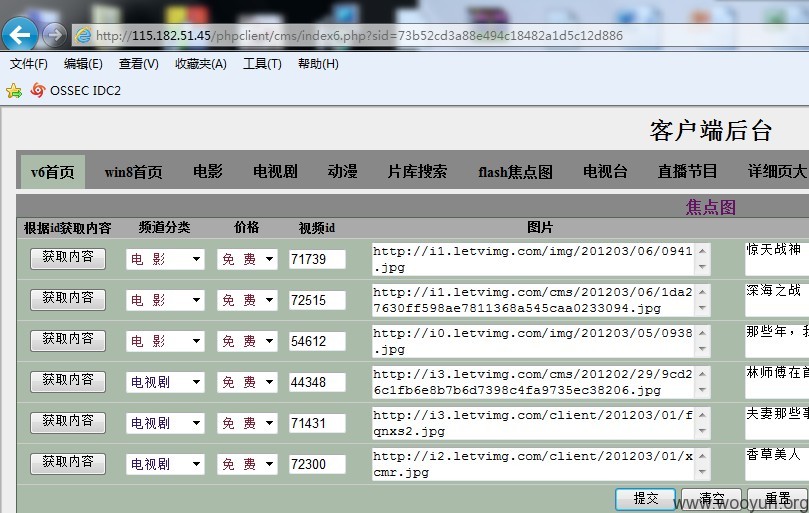 http://115.182.51.45/phpclient/cms/index6.php?sid=73b52cd3a88e494c18482a1d5c12d886
文件(F) 编辑(E) 查看(V) 收藏夹(A) 工具(T) 帮助(H)
OSSEC IDC2
客户端后台
v6首页 win8首页 电影 电视剧 动漫 片库搜索 flash焦点图 电视台 直播节目 详细页大
焦点图
根据id获取内容 频道分类 价格 视频id 图片
获取内容 电 影 免 费 71739 http://i1.letvimg.com/img/201203/06/0941 惊天战神
.jpg
获取内容 电 影 免 费 72515 http://i1.letvimg.com/cms/201203/06/1da2 深海之战
7630ff598ae7811368a545caa0233094.jpg
获取内容 电 影 免 费 54612 http://i0.letvimg.com/img/201203/05/0938 那些年，我
.jpg
获取内容 电视剧 免 费 44348 http://i3.letvimg.com/cms/201202/29/9cd2 林师傅在首
6c1fb6e8b7b6d7398c4fa9735ec38206.jpg
获取内容 电视剧 免 费 71431 http://i3.letvimg.com/client/201203/01/f 夫妻那些事
qnxs2.jpg
获取内容 电视剧 免 费 72300 http://i2.letvimg.com/client/201203/01/x 香草美人
cmr.jpg
提交 清空 重置
www.wooyun.org